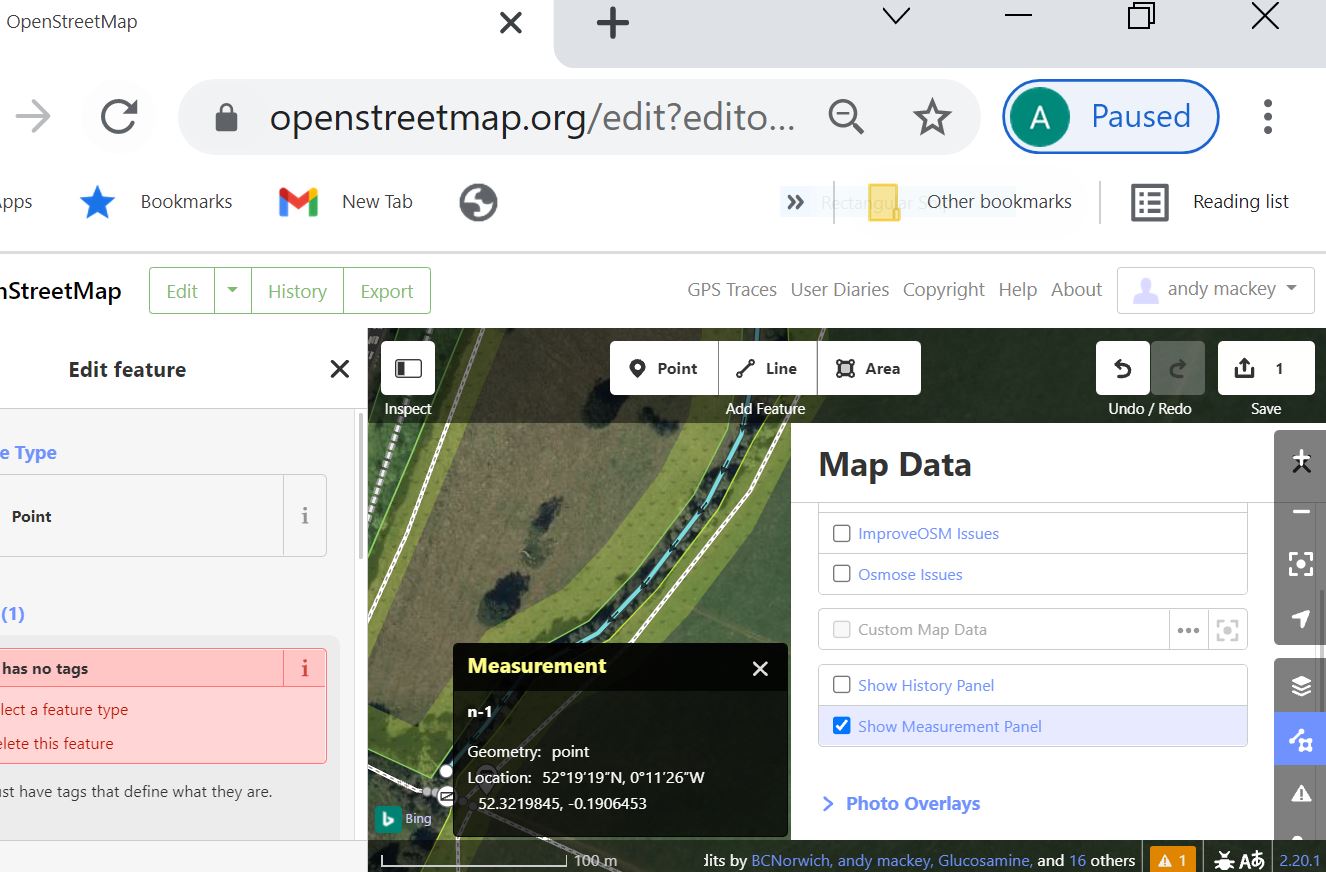 OpenStreetMap
openstreetmap.org/edit?edito...
A
Paused
pps
Bookmarks
New Tab
»
Other bookmarks
Reading list
nStreetMap
Edit
History
Export
GPS Traces
User Diaries
Copyright
Help
About
andy mackey
Edit feature
Inspect
Point
Line
Area
Add Feature
Undo / Redo
1
Save
e Type
Point
i
(1)
has no tags
i
lect a feature type
elete this feature
ust have tags that define what they are.
Map Data
ImproveOSM Issues
Osmose Issues
Custom Map Data
Show History Panel
Show Measurement Panel
Photo Overlays
Measurement
n-1
Geometry: point
Location: 52°19′19″N, 0°11′26″W
52.3219845, -0.1906453
Bing
100 m
dits by BCNorwich, andy mackey, Glucosamine, and 16 others
1
2.20.1